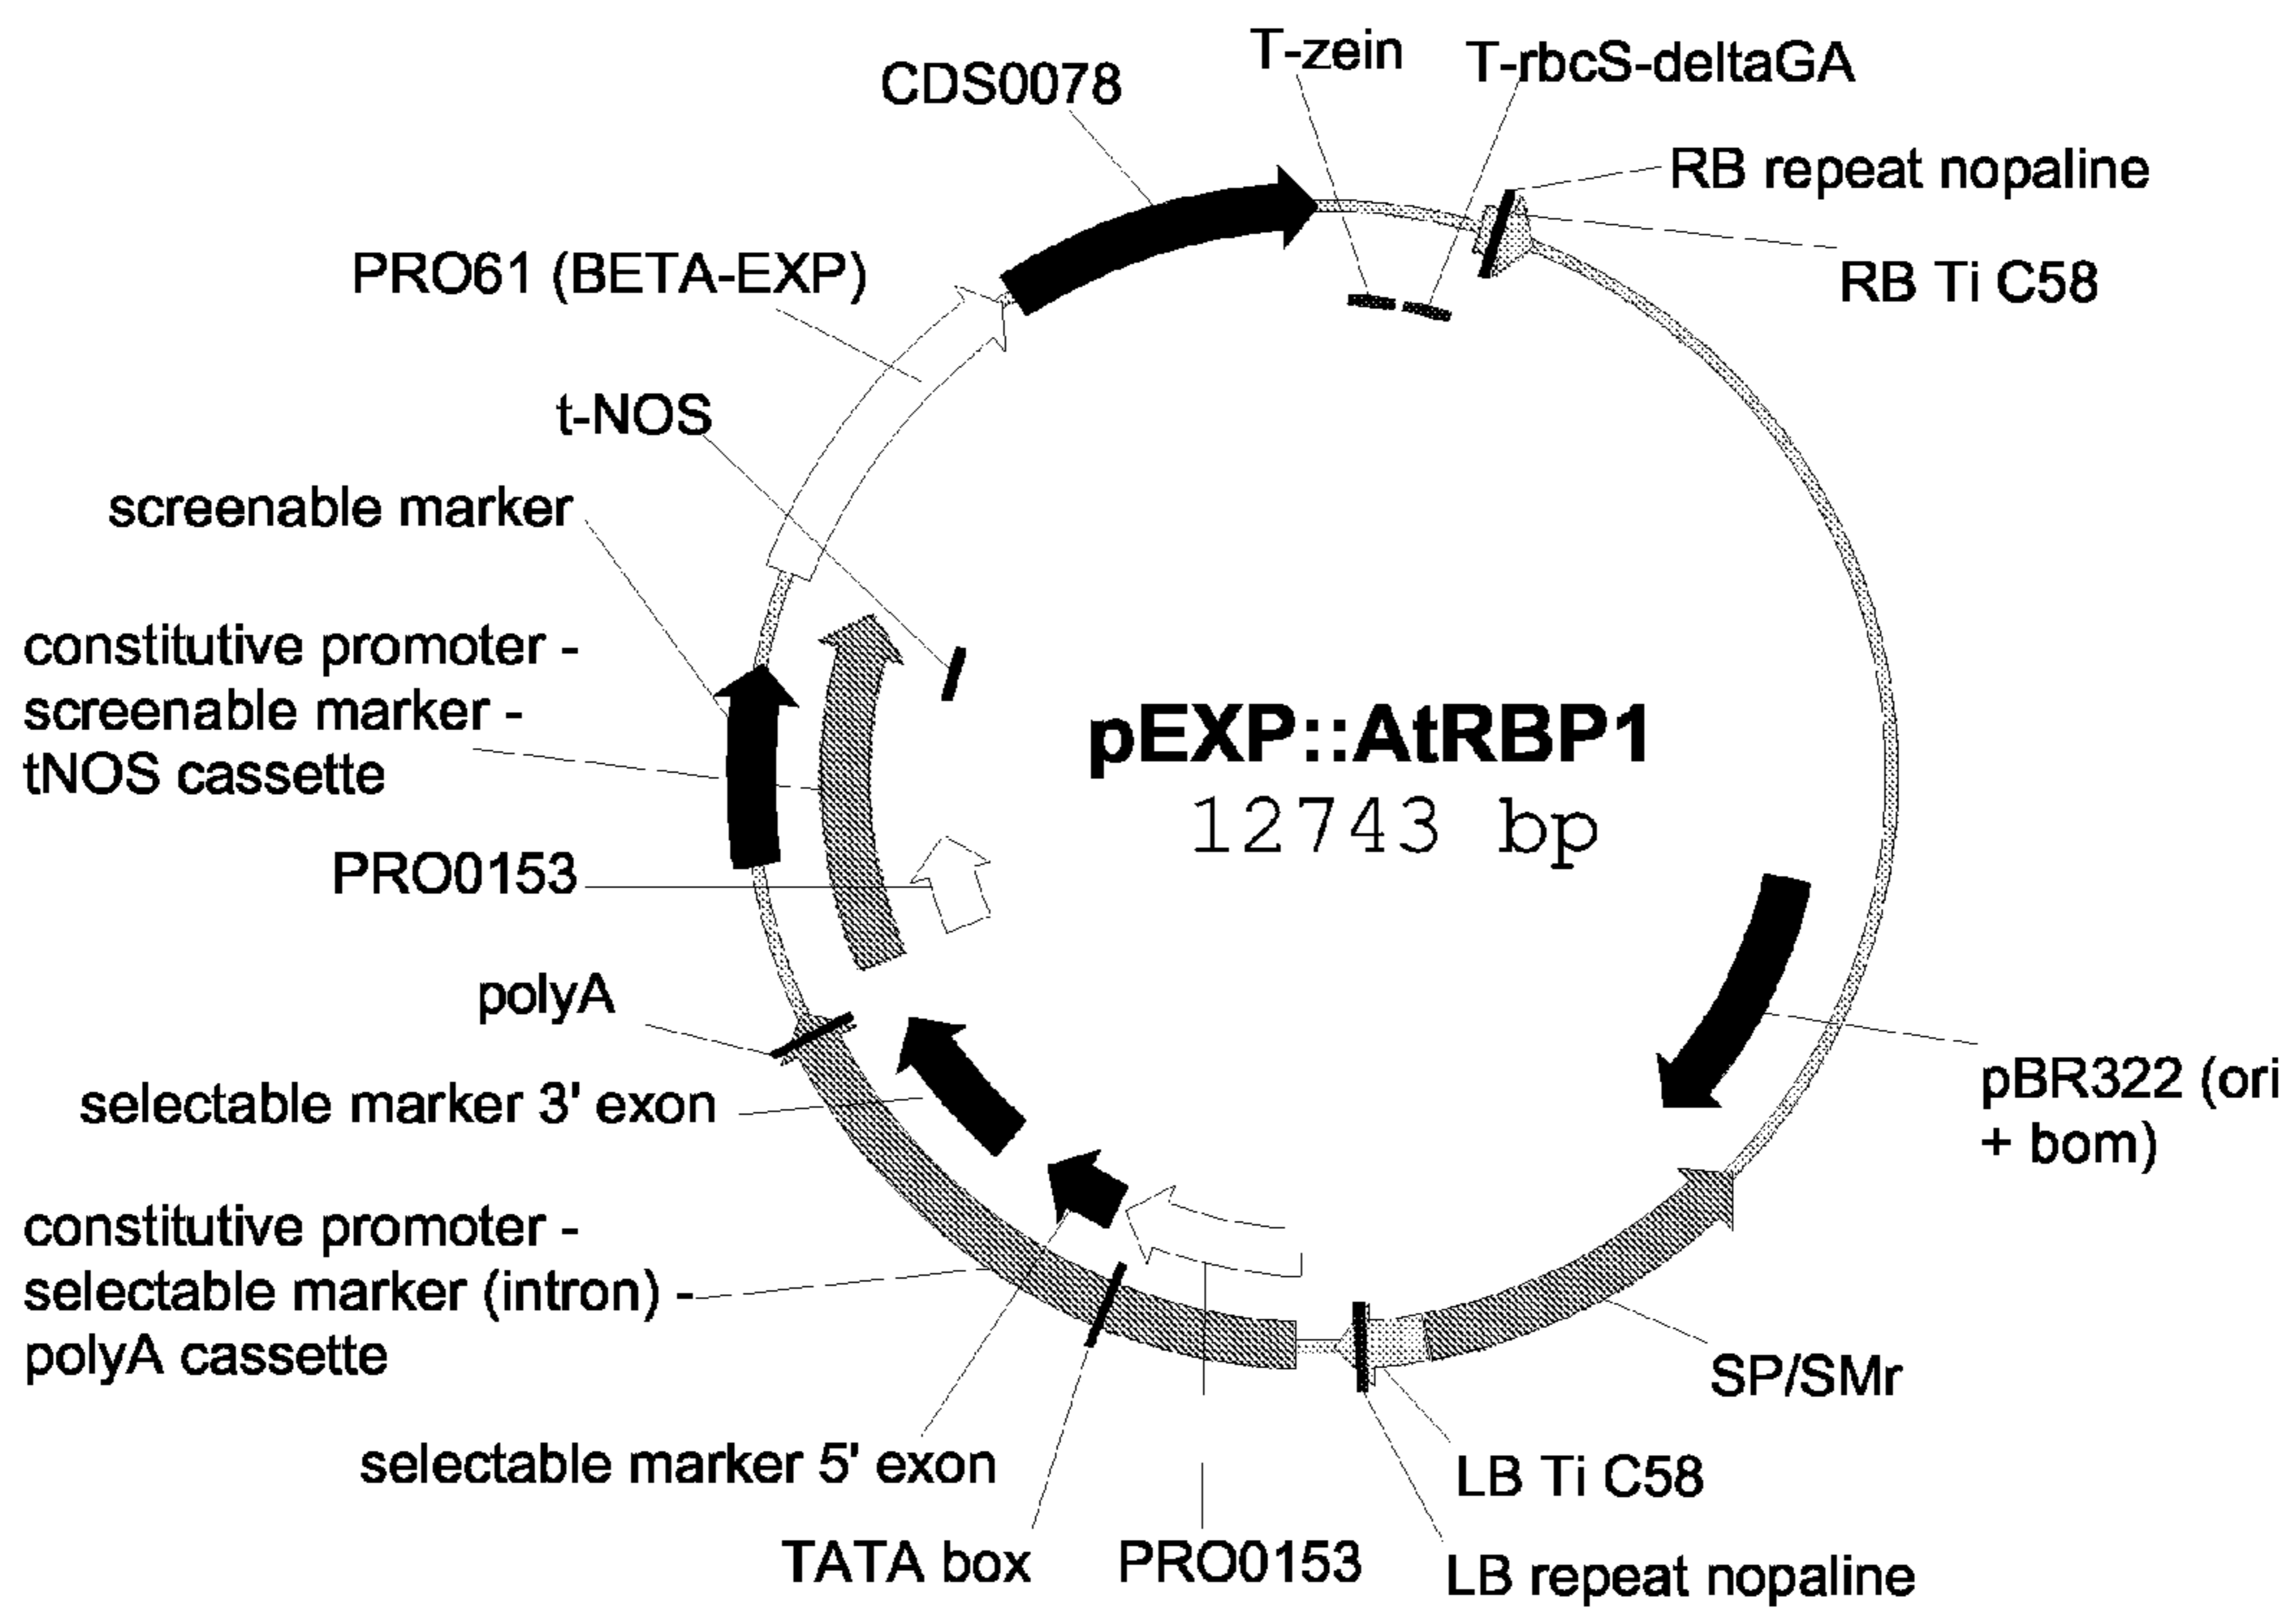 T-zein
T-rbcS-deltaGA
CDS0078
RB repeat nopaline
PRO61 (BETA-EXP)
RB Ti C58
t-NOS
screenable marker
constitutive promoter -
screenable marker -
tNOS cassette
pEXP::AtRBP1
12743 bp
PRO0153
polyA
pBR322 (ori
+ bom)
selectable marker 3' exon
constitutive promoter -
selectable marker (intron) -
polyA cassette
SP/SMr
selectable marker 5' exon
LB Ti C58
TATA box
PRO0153
LB repeat nopaline